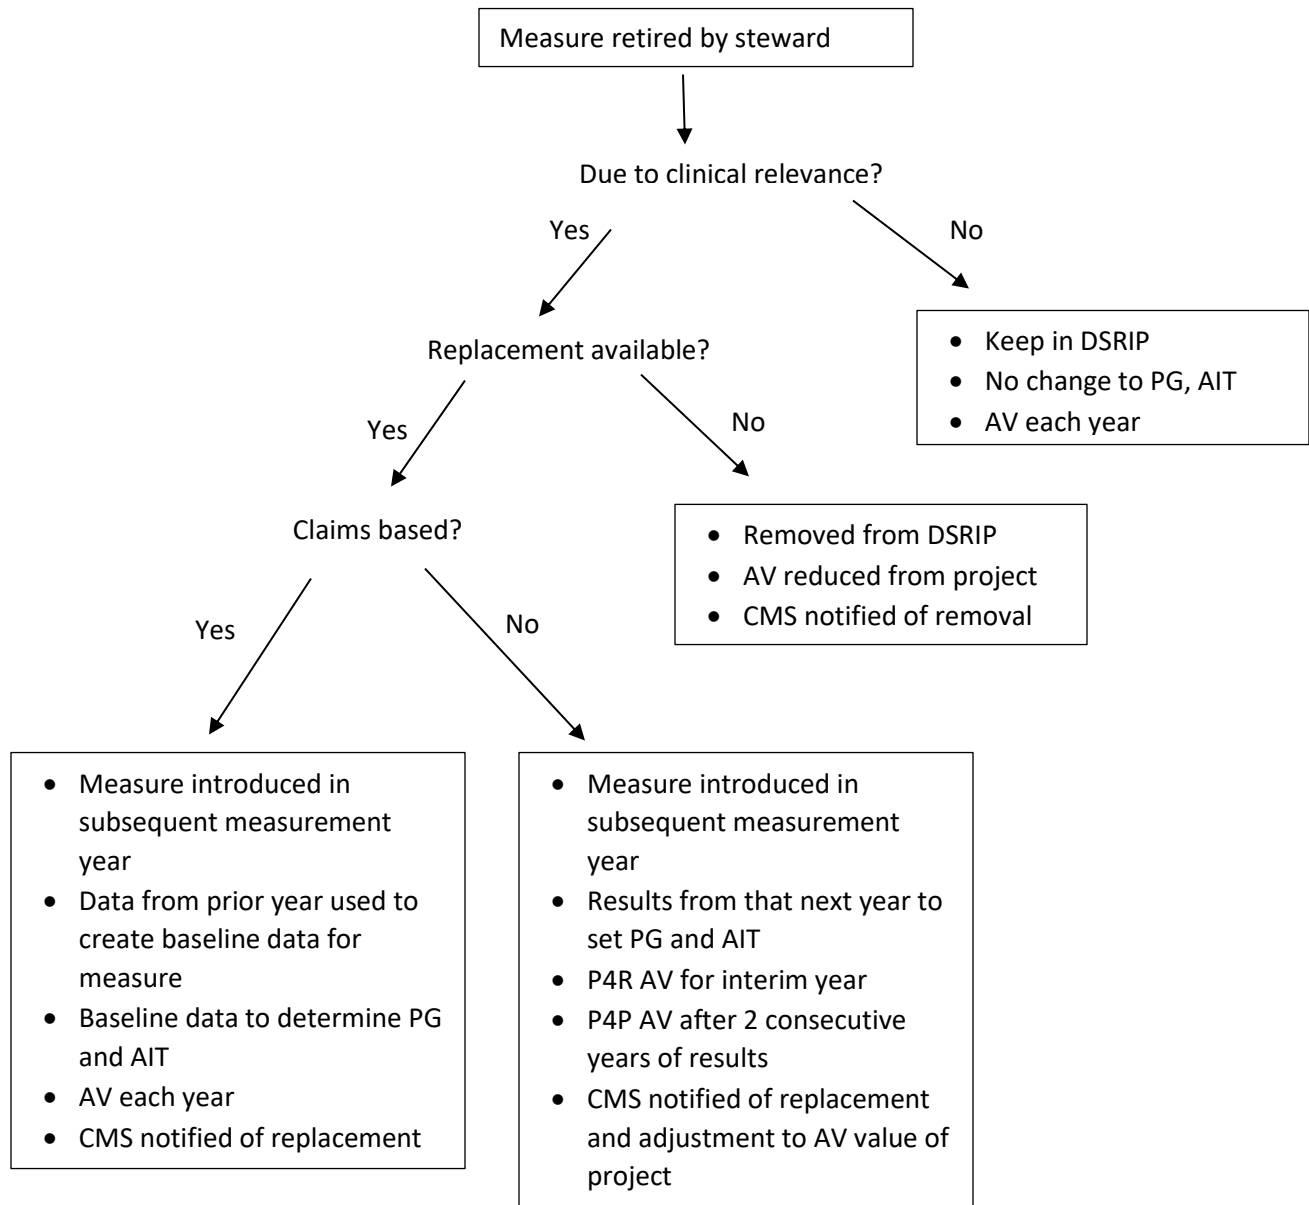 Measure retired by steward
Due to clinical relevance?
Yes
No
Replacement available?
• Keep in DSRIP
• No change to PG, AIT
• AV each year
Yes
No
Claims based?
• Removed from DSRIP
• AV reduced from project
• CMS notified of removal
Yes
No
• Measure introduced in
subsequent measurement
year
• Data from prior year used to
create baseline data for
measure
• Baseline data to determine PG
and AIT
• AV each year
• CMS notified of replacement
• Measure introduced in
subsequent measurement
year
• Results from that next year to
set PG and AIT
• P4R AV for interim year
• P4P AV after 2 consecutive
years of results
• CMS notified of replacement
and adjustment to AV value of
project